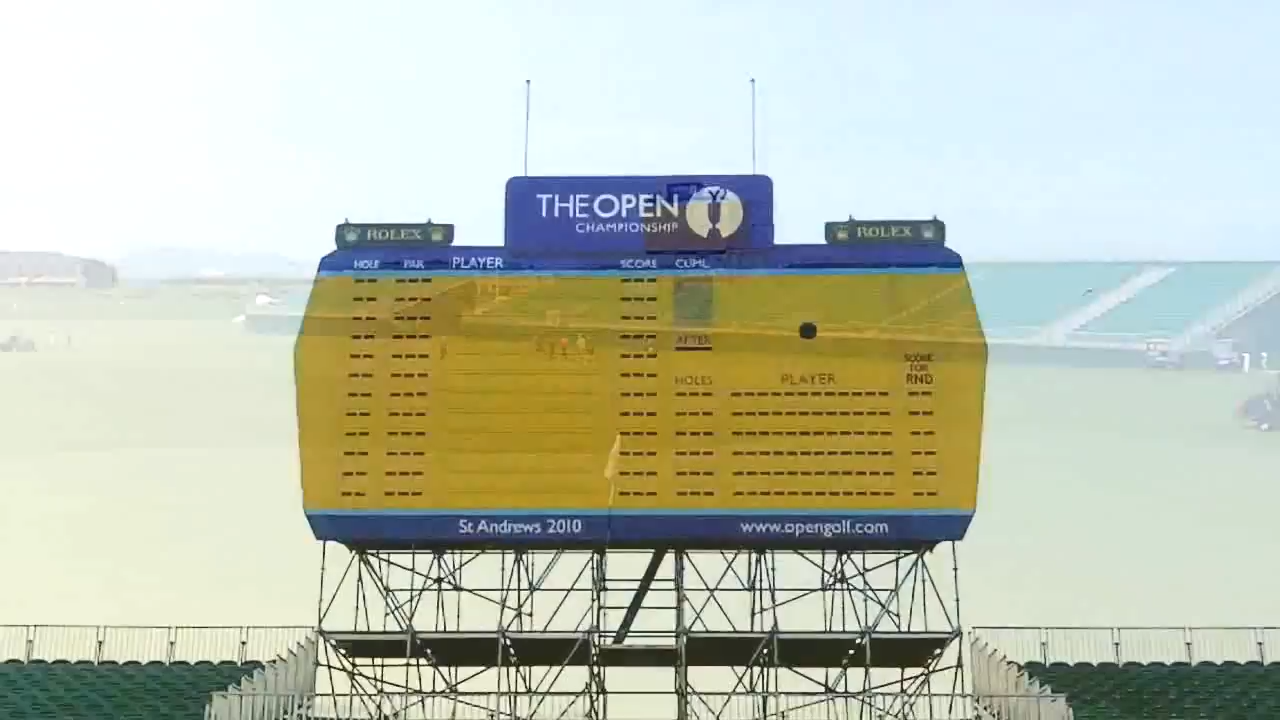 THE OPEN
CHAMPIONSHIP
ROLEX
ROLEX
HOLE PAR PLAYER SCORE CUML
AFTER
HOLES PLAYER SCORE FOR RND
St Andrews 2010 www.opengolf.com